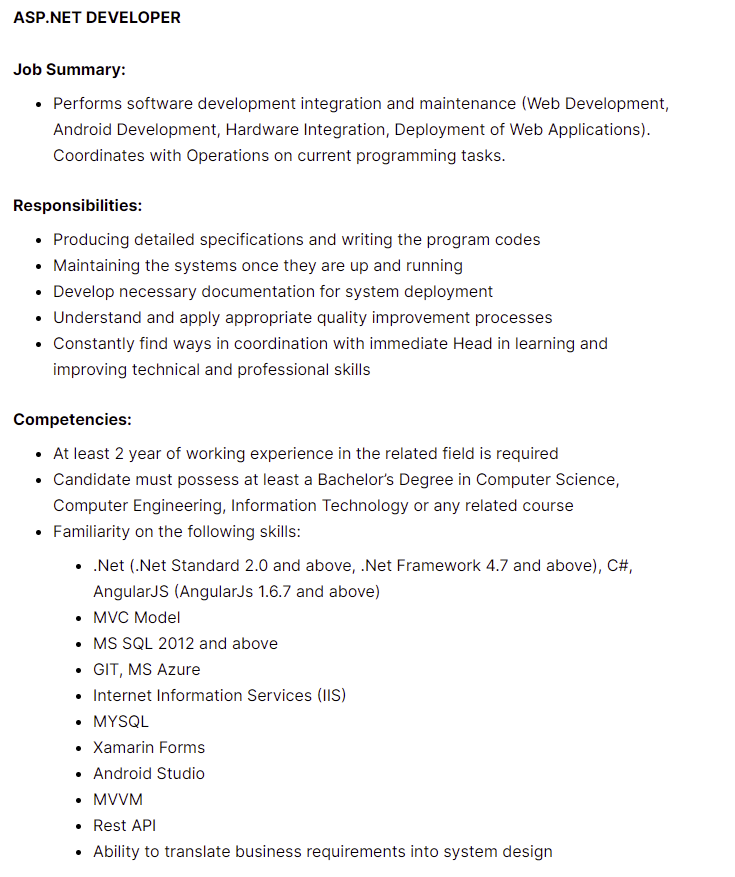 ASP.NET DEVELOPER
Job Summary:
• Performs software development integration and maintenance (Web Development,
Android Development, Hardware Integration, Deployment of Web Applications).
Coordinates with Operations on current programming tasks.
Responsibilities:
• Producing detailed specifications and writing the program codes
• Maintaining the systems once they are up and running
• Develop necessary documentation for system deployment
• Understand and apply appropriate quality improvement processes
• Constantly find ways in coordination with immediate Head in learning and
improving technical and professional skills
Competencies:
• At least 2 year of working experience in the related field is required
• Candidate must possess at least a Bachelor’s Degree in Computer Science,
Computer Engineering, Information Technology or any related course
• Familiarity on the following skills:
• .Net (.Net Standard 2.0 and above, .Net Framework 4.7 and above), C#,
AngularJS (AngularJs 1.6.7 and above)
• MVC Model
• MS SQL 2012 and above
• GIT, MS Azure
• Internet Information Services (IIS)
• MYSQL
• Xamarin Forms
• Android Studio
• MVVM
• Rest API
• Ability to translate business requirements into system design